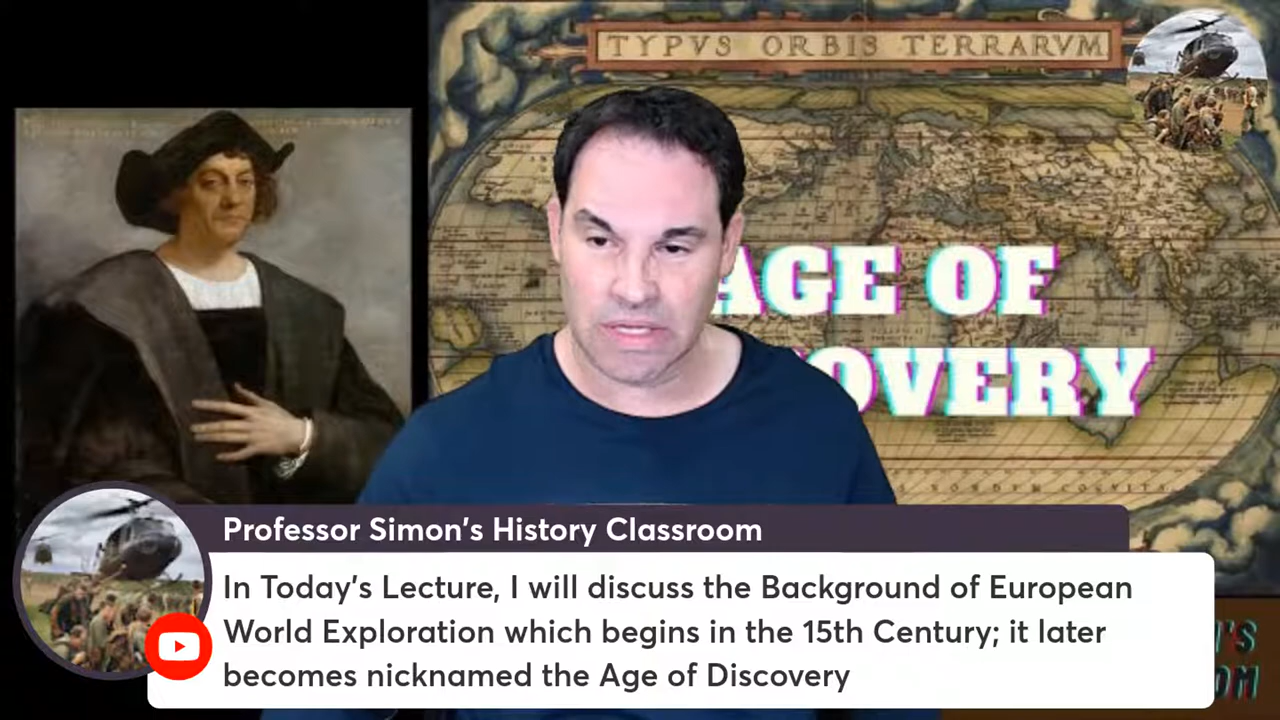 TYPVS ORBIS TERRARVM
AGE OF
OVERY
Professor Simon's History Classroom
In Today's Lecture, I will discuss the Background of European
World Exploration which begins in the 15th Century; it later
becomes nicknamed the Age of Discovery